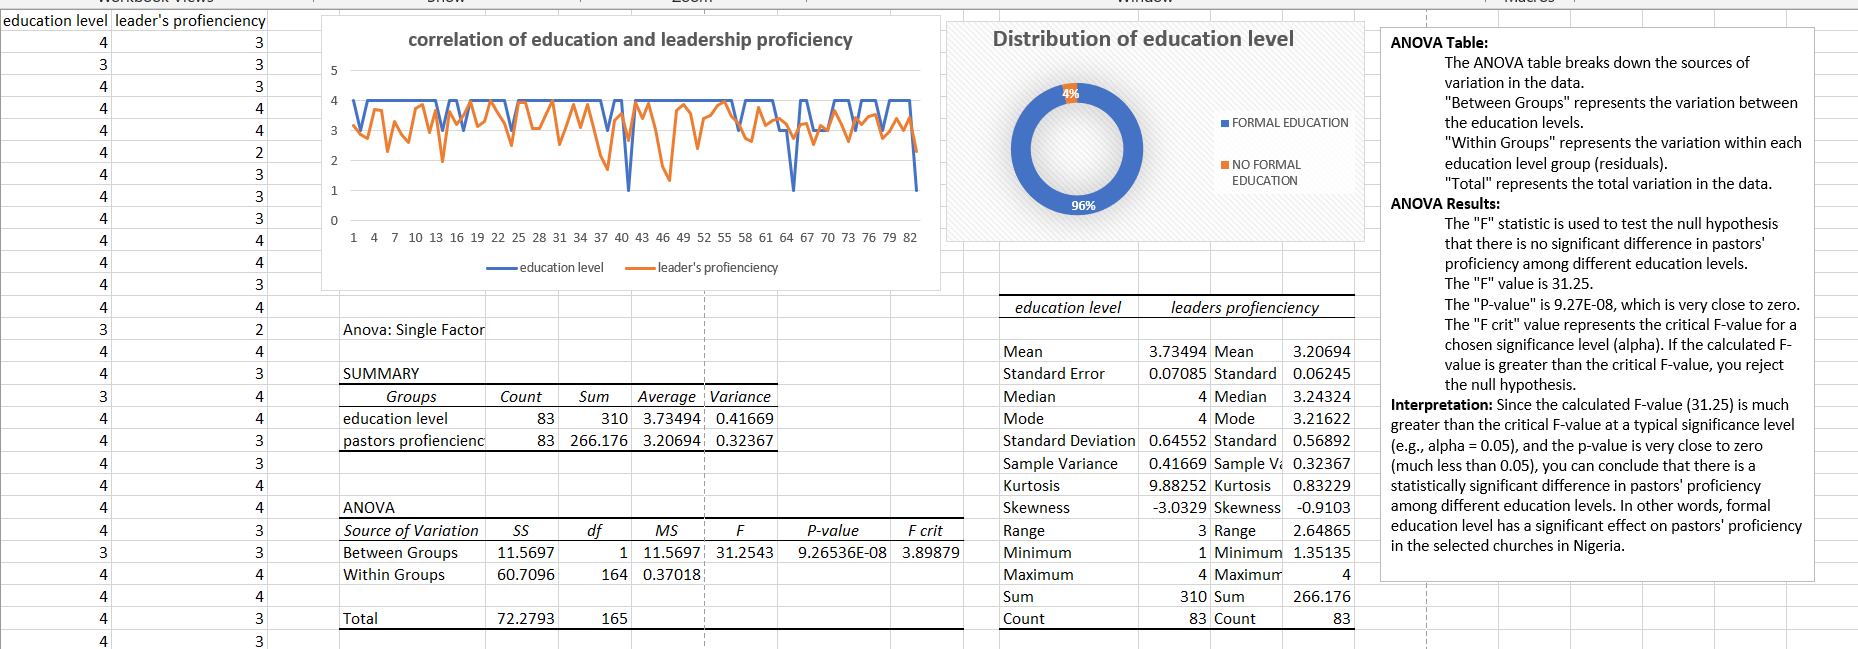 education level leader's profienciency
4 3
3 3
4 3
4 4
4 4
4 2
4 3
4 3
4 3
4 4
4 4
4 3
4 4
3 2
4 4
4 3
3 4
4 4
4 3
4 3
4 4
4 4
4 3
3 3
4 4
4 4
4 3
4 3
correlation of education and leadership proficiency
5
4
3
2
1
0
1 4 7 10 13 16 19 22 25 28 31 34 37 40 43 46 49 52 55 58 61 64 67 70 73 76 79 82
education level leader's profienciency
Distribution of education level
4%
96%
FORMAL EDUCATION
NO FORMAL
EDUCATION
Anova: Single Factor
SUMMARY
Groups Count Sum Average Variance
education level 83 310 3.73494 0.41669
pastors profiencienc 83 266.176 3.20694 0.32367
ANOVA
Source of Variation SS df MS F P-value F crit
Between Groups 11.5697 1 11.5697 31.2543 9.26536E-08 3.89879
Within Groups 60.7096 164 0.37018
Total 72.2793 165
education level leaders profienciency
Mean 3.73494 Mean 3.20694
Standard Error 0.07085 Standard 0.06245
Median 4 Median 3.24324
Mode 4 Mode 3.21622
Standard Deviation 0.64552 Standard 0.56892
Sample Variance 0.41669 Sample Va 0.32367
Kurtosis 9.88252 Kurtosis 0.83229
Skewness -3.0329 Skewness -0.9103
Range 3 Range 2.64865
Minimum 1 Minimum 1.35135
Maximum 4 Maximum 4
Sum 310 Sum 266.176
Count 83 Count 83
ANOVA Table:
The ANOVA table breaks down the sources of
variation in the data.
"Between Groups" represents the variation between
the education levels.
"Within Groups" represents the variation within each
education level group (residuals).
"Total" represents the total variation in the data.
ANOVA Results:
The "F" statistic is used to test the null hypothesis
that there is no significant difference in pastors'
proficiency among different education levels.
The "F" value is 31.25.
The "P-value" is 9.27E-08, which is very close to zero.
The "F crit" value represents the critical F-value for a
chosen significance level (alpha). If the calculated F-
value is greater than the critical F-value, you reject
the null hypothesis.
Interpretation: Since the calculated F-value (31.25) is much
greater than the critical F-value at a typical significance level
(e.g., alpha = 0.05), and the p-value is very close to zero
(much less than 0.05), you can conclude that there is a
statistically significant difference in pastors' proficiency
among different education levels. In other words, formal
education level has a significant effect on pastors' proficiency
in the selected churches in Nigeria.